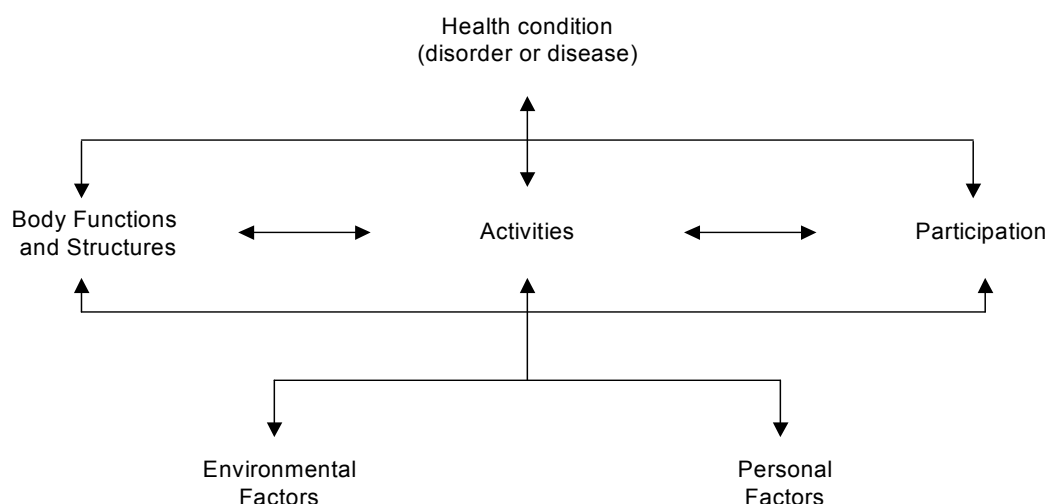 Health condition
(disorder or disease)
Body Functions
and Structures
Activities
Participation
Environmental
Factors
Personal
Factors